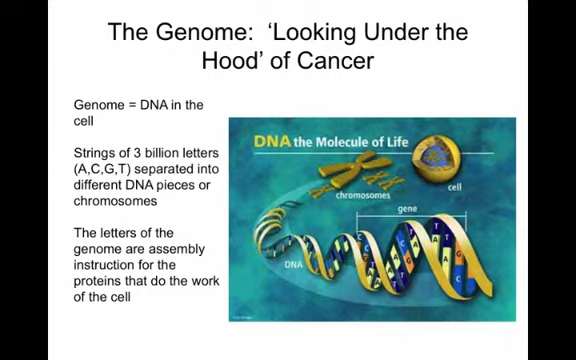 The Genome: ‘Looking Under the
Hood’ of Cancer
Genome = DNA in the
cell
Strings of 3 billion letters
(A,C,G,T) separated into
different DNA pieces or
chromosomes
The letters of the
genome are assembly
instruction for the
proteins that do the work
of the cell
DNA the Molecule of Life
chromosomes
cell
gene
DNA